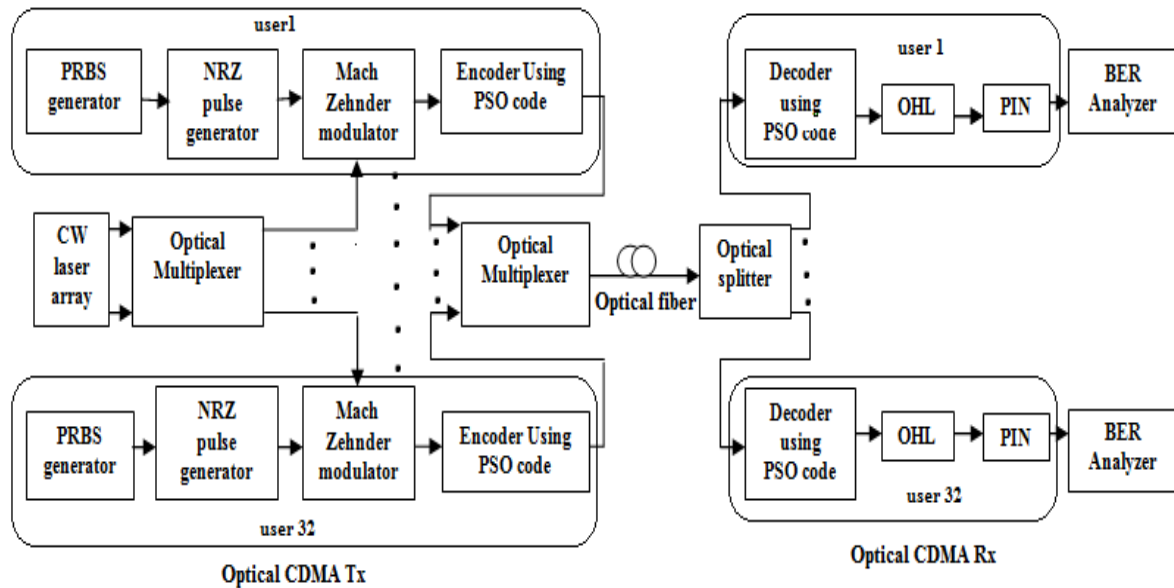 user1
PRBS
generator
NRZ
pulse
generator
Mach
Zehnder
modulator
Encoder Using
PSO code
CW
laser
array
Optical
Multiplexer
Optical
Multiplexer
Optical fiber
Optical
splitter
PRBS
generator
NRZ
pulse
generator
Mach
Zehnder
modulator
Encoder Using
PSO code
user 32
Optical CDMA Tx
user 1
Decoder
using
PSO code
OHL
PIN
BER
Analyzer
Decoder
using
PSO code
OHL
PIN
BER
Analyzer
user 32
Optical CDMA Rx